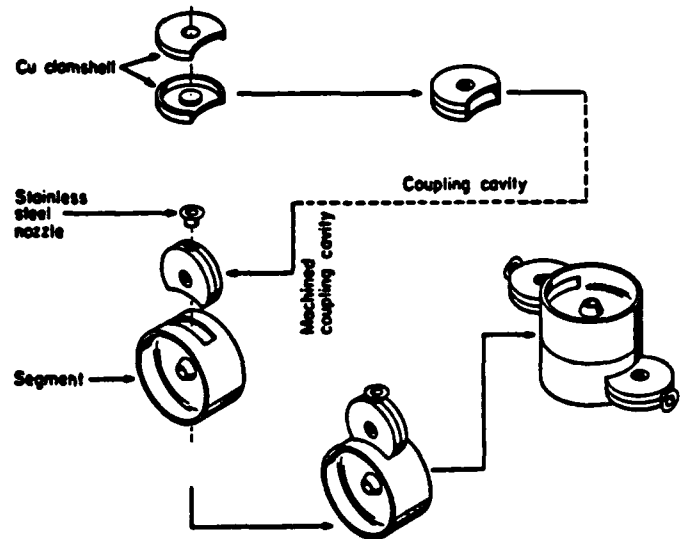 Cu clamshell
Coupling cavity
Stainless
steel
nozzle
Machined
coupling cavity
Segment